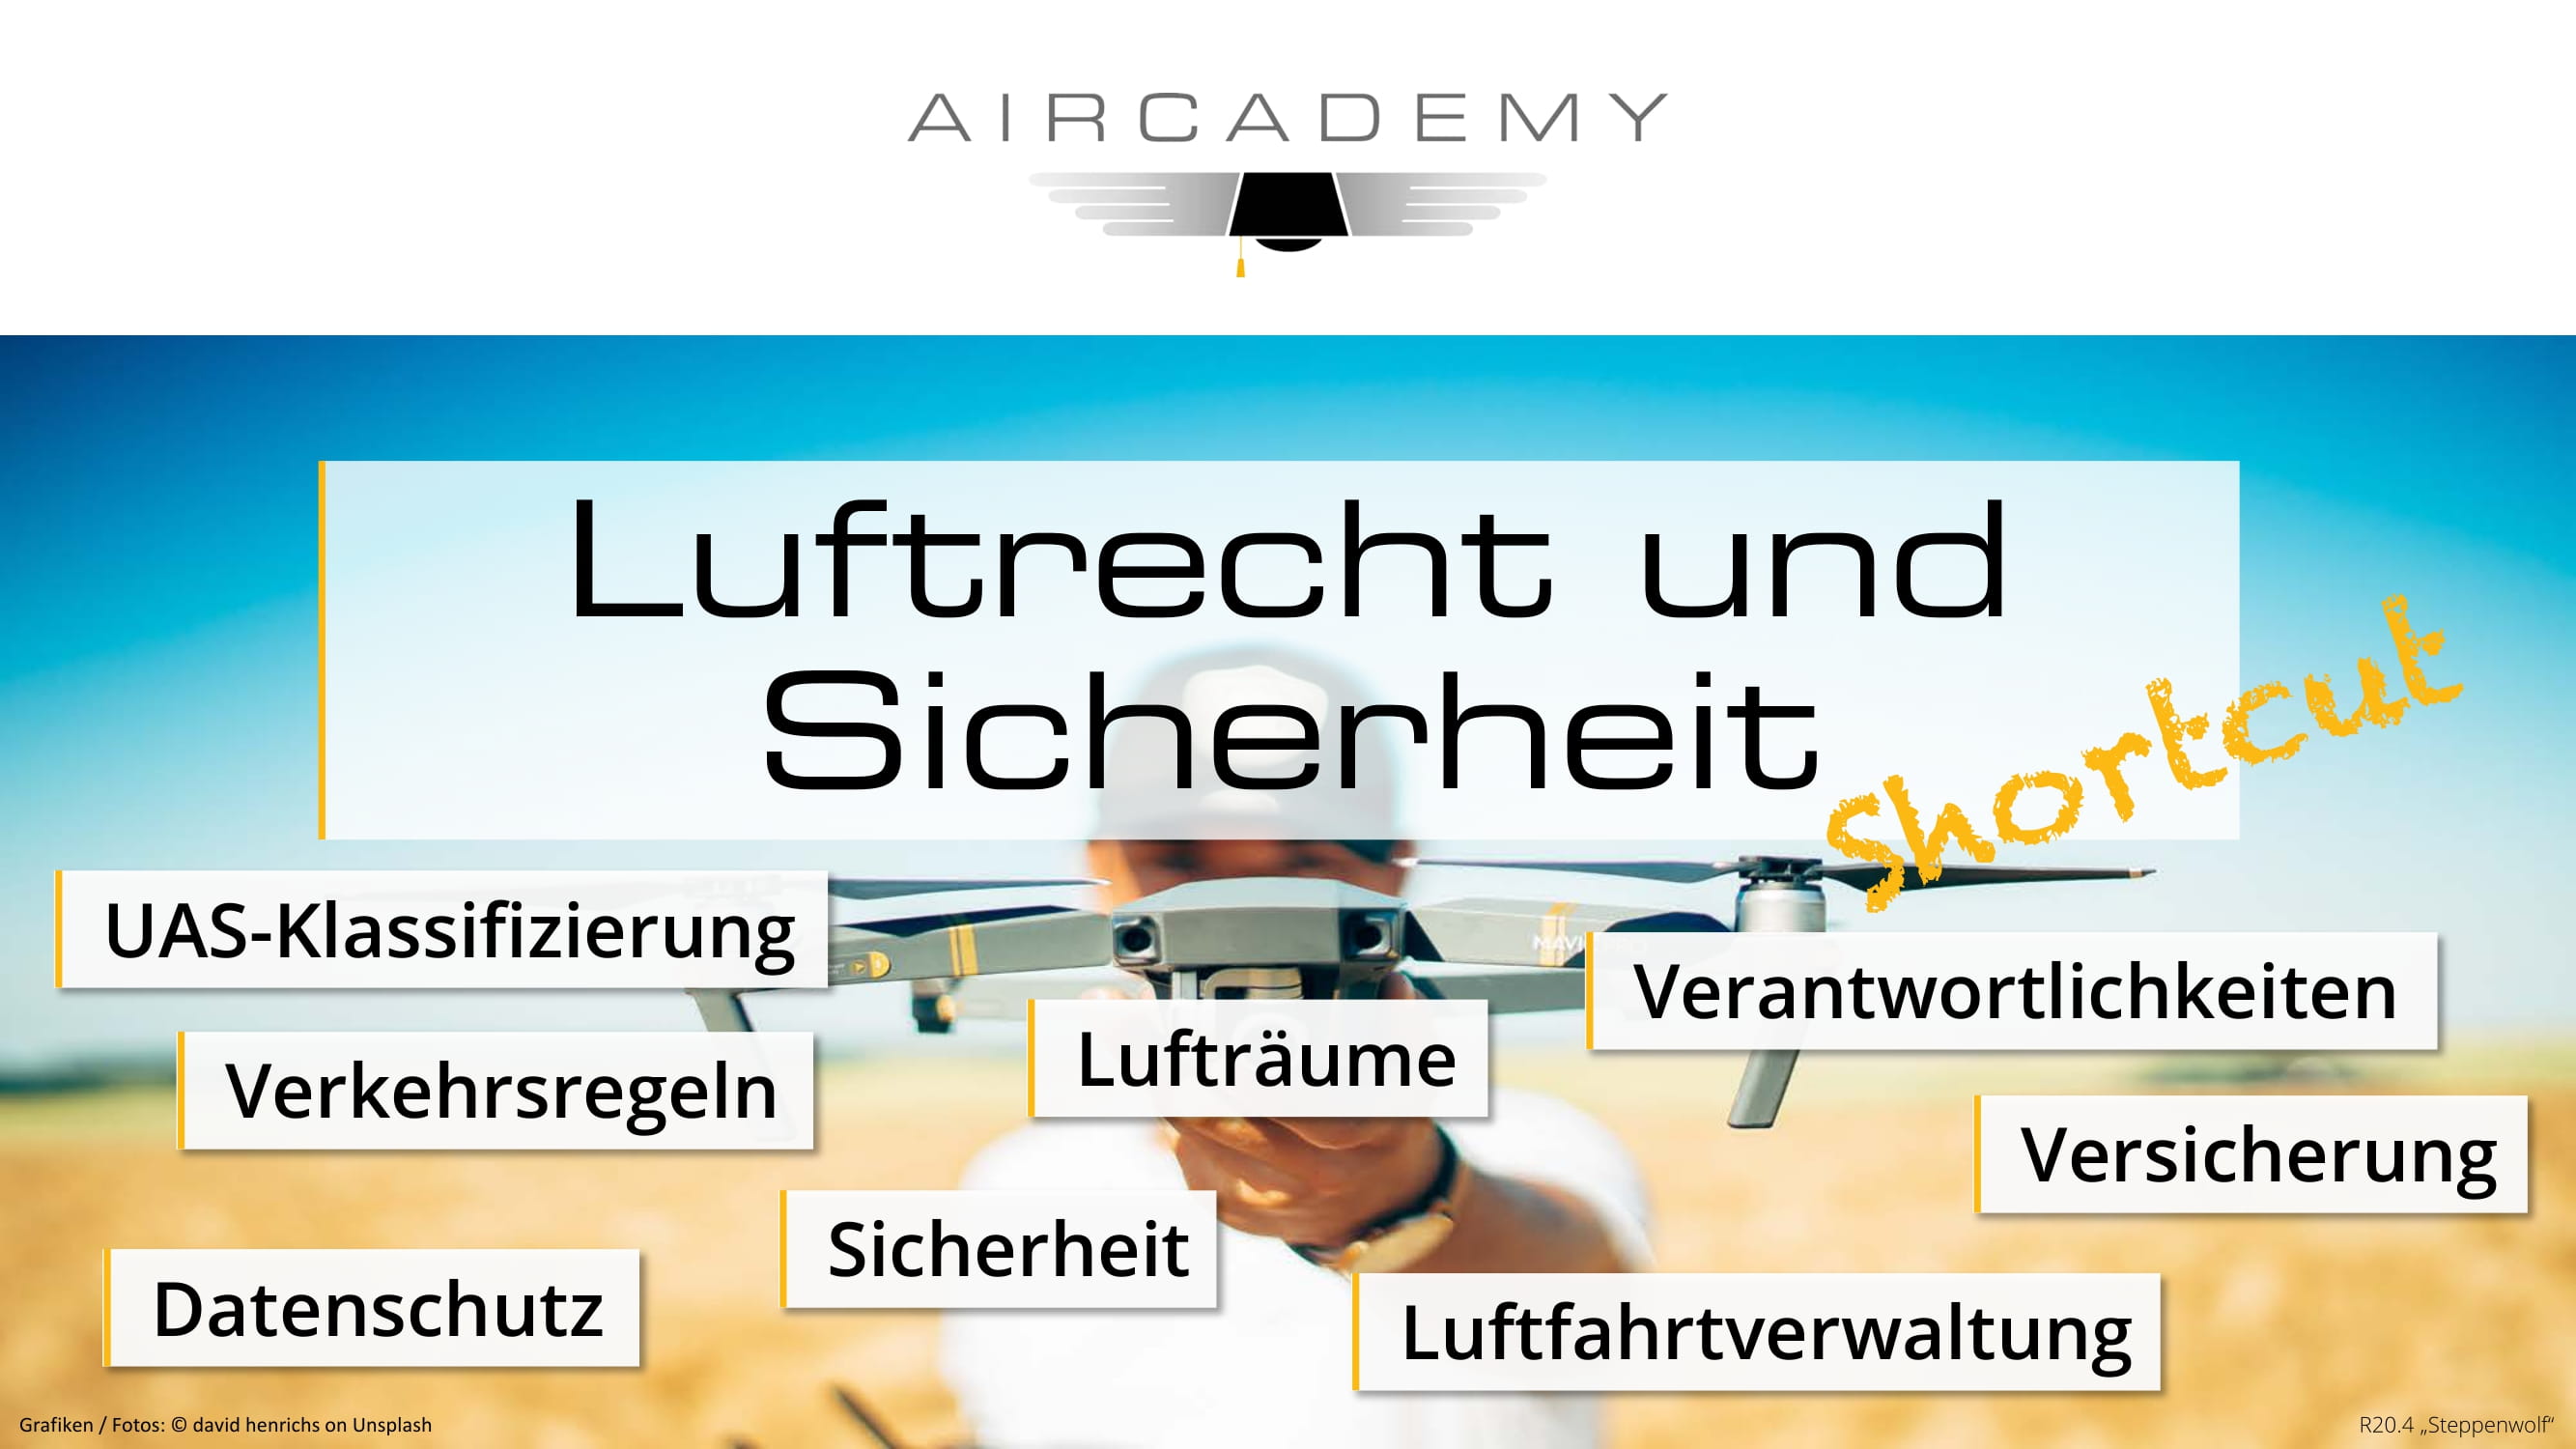 AIRCADEMY
Luftrecht und
Sicherheit
Shortcut
UAS-Klassifizierung
Verantwortlichkeiten
Lufträume
Verkehrsregeln
Versicherung
Sicherheit
Datenschutz
Luftfahrtverwaltung
Grafiken / Fotos: © david henrichs on Unsplash
R20.4 „Steppenwolf“